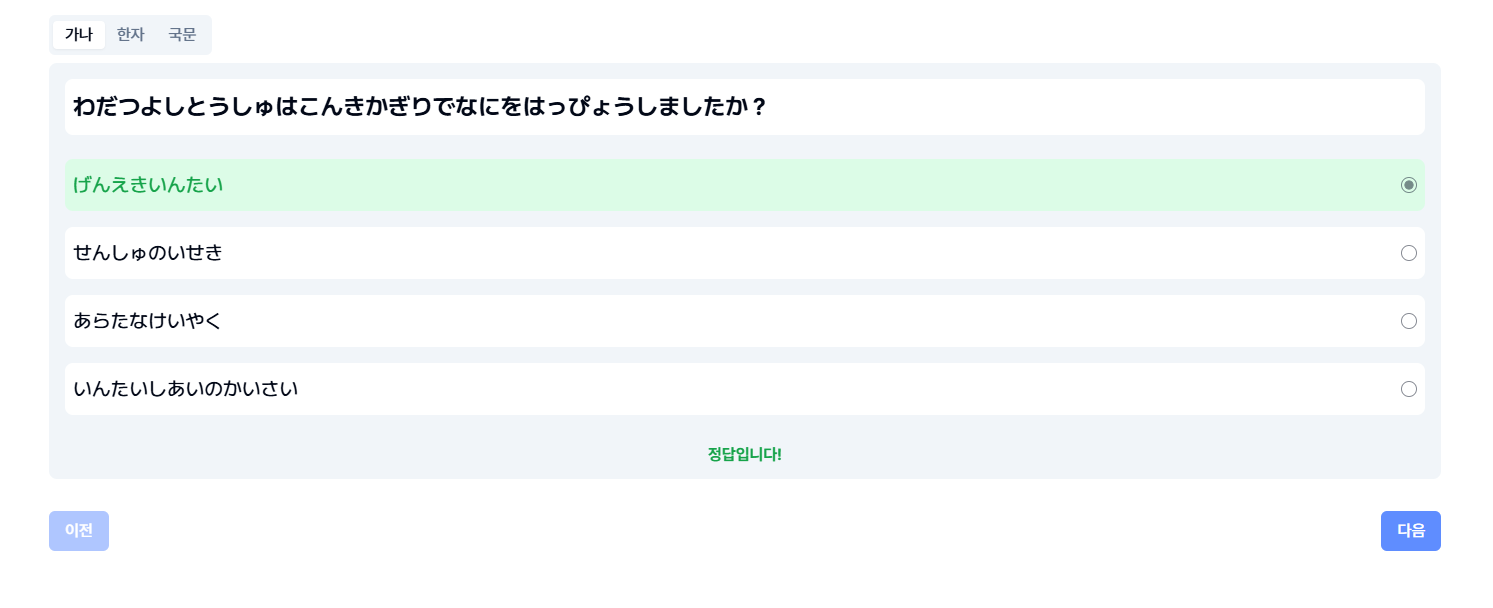 가나 한자 국문
わだつよしとうしゅはこんきかぎりでなにをはっぴょうしましたか？
げんえきいんたい
せんしゅのいせき
あらたなけいやく
いんたいしあいのかいさい
정답입니다!
이전 다음